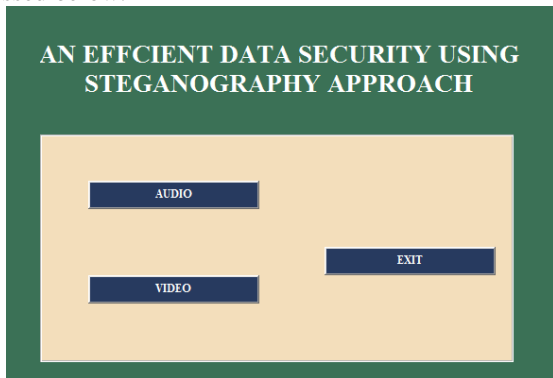 AN EFFCIENT DATA SECURITY USING
STEGANOGRAPHY APPROACH
AUDIO
EXIT
VIDEO